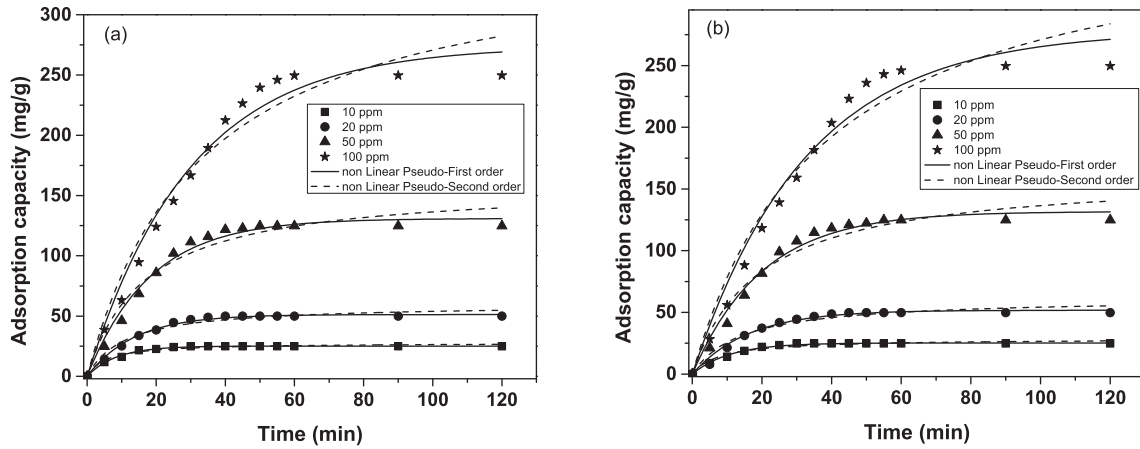 (a)
Adsorption capacity (mg/g)
300
250
200
150
100
50
0
10 ppm
20 ppm
50 ppm
100 ppm
non Linear Pseudo-First order
non Linear Pseudo-Second order
0 20 40 60 80 100 120
Time (min)
(b)
Adsorption capacity (mg/g)
250
200
150
100
50
0
10 ppm
20 ppm
50 ppm
100 ppm
non Linear Pseudo-First order
non Linear Pseudo-Second order
0 20 40 60 80 100 120
Time (min)